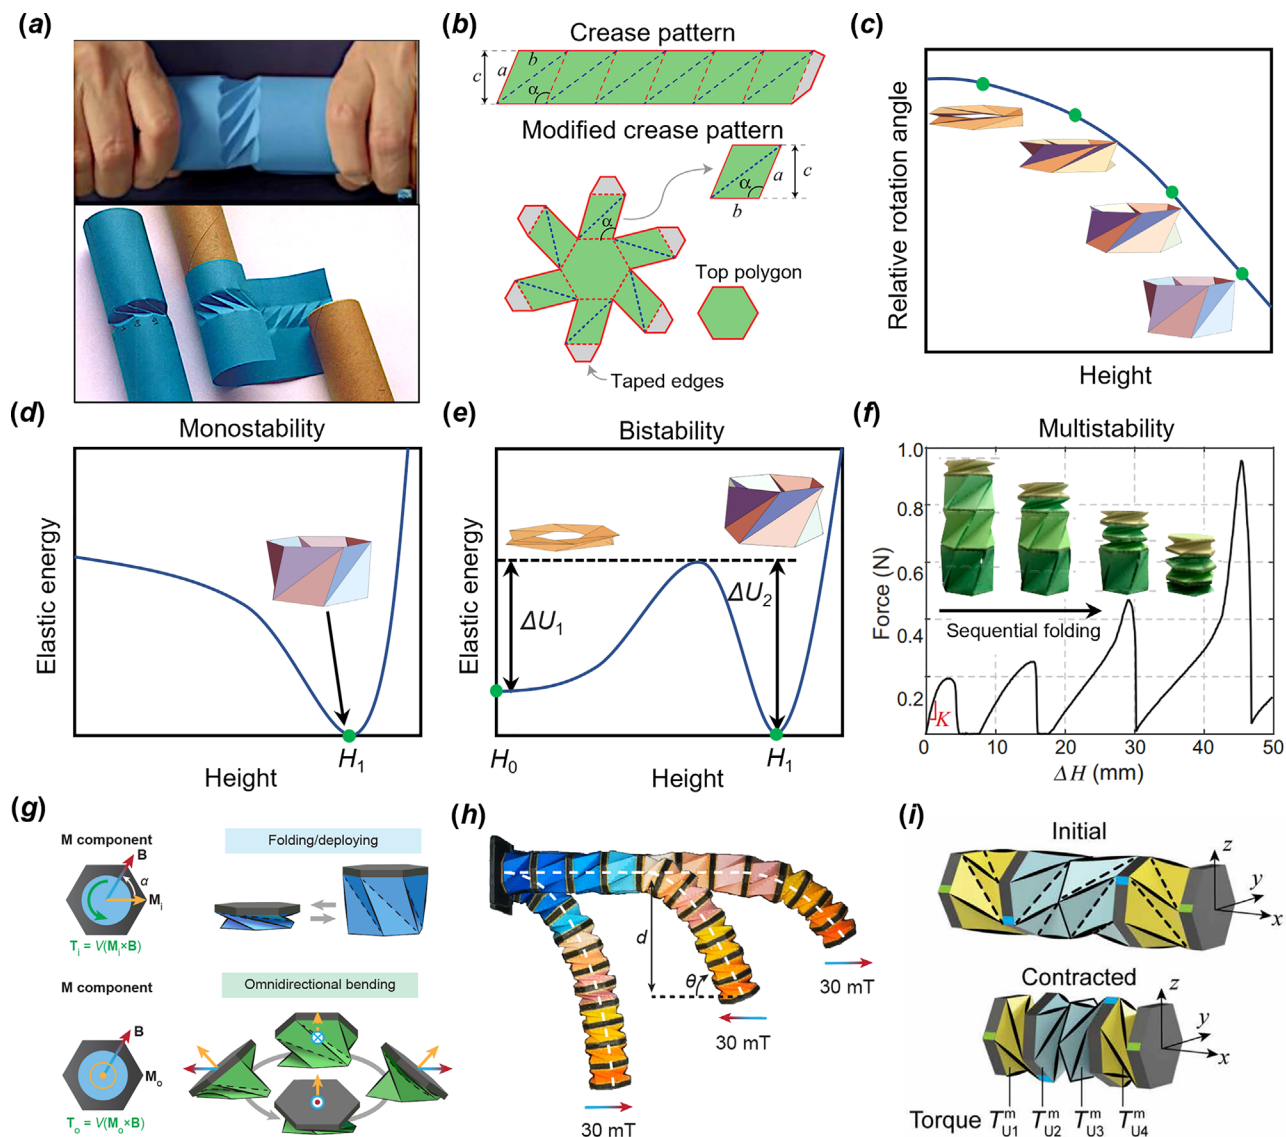 (a)
(b)
Crease pattern
b
c
a
α
Modified crease pattern
a
c
α
b
α
Top polygon
Taped edges
(c)
Relative rotation angle
Height
(d)
Monostability
Elastic energy
Height
H1
(e)
Bistability
Elastic energy
ΔU1
ΔU2
H0
Height
H1
(f)
Multistability
1.0
0.8
0.6
0.4
0.2
Force (N)
Sequential folding
K
0
10
20
30
40
50
ΔH (mm)
(g)
M component
B
α
Mi
Ti = V(Mi×B)
Folding/deploying
M component
B
Mo
To = V(Mo×B)
Omnidirectional bending
(h)
d
θ
30 mT
30 mT
30 mT
(i)
Initial
z
y
x
Contracted
z
y
x
Torque T^m_U1 T^m_U2 T^m_U3 T^m_U4